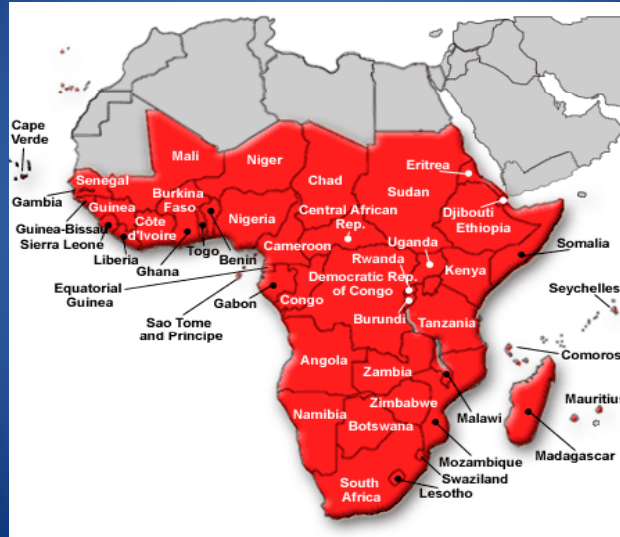 Cape
Verde
Mali
Niger
Chad
Eritrea
Sudan
Senegal
Gambia
Burkina
Faso
Guinea
Guinea-Bissau
Côte
d'Ivoire
Nigeria
Central African
Rep.
Djibouti
Ethiopia
Sierra Leone
Liberia
Ghana
Togo
Benin
Cameroon
Uganda
Rwanda
Somalia
Kenya
Equatorial
Guinea
Gabon
Congo
Democratic Rep.
of Congo
Seychelles
Sao Tome
and Principe
Burundi
Tanzania
Comoros
Angola
Zambia
Malawi
Mauritius
Zimbabwe
Namibia
Botswana
Madagascar
Mozambique
Swaziland
Lesotho
South
Africa